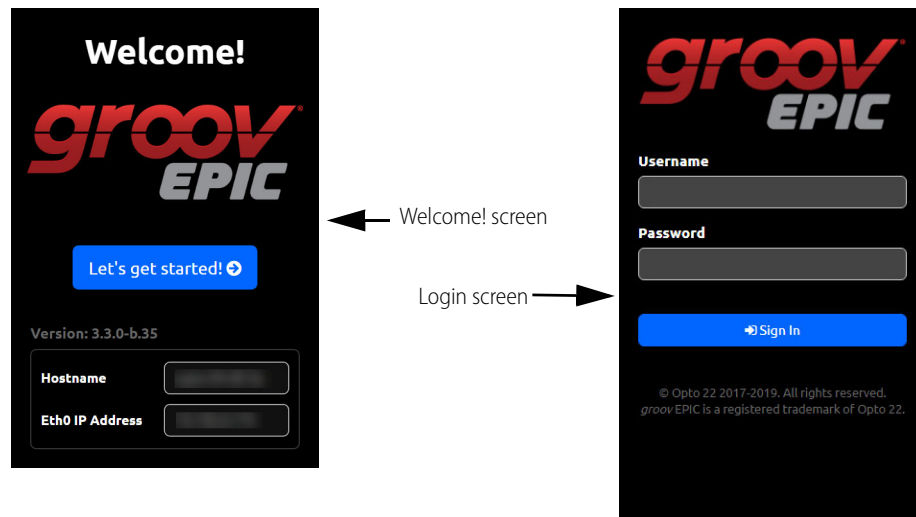 Welcome!
groov®
EPIC
Let's get started!
Version: 3.3.0-b.35
Hostname
Eth0 IP Address
Welcome! screen
Login screen
groov®
EPIC
Username
Password
Sign In
© Opto 22 2017-2019. All rights reserved.
groov EPIC is a registered trademark of Opto 22.